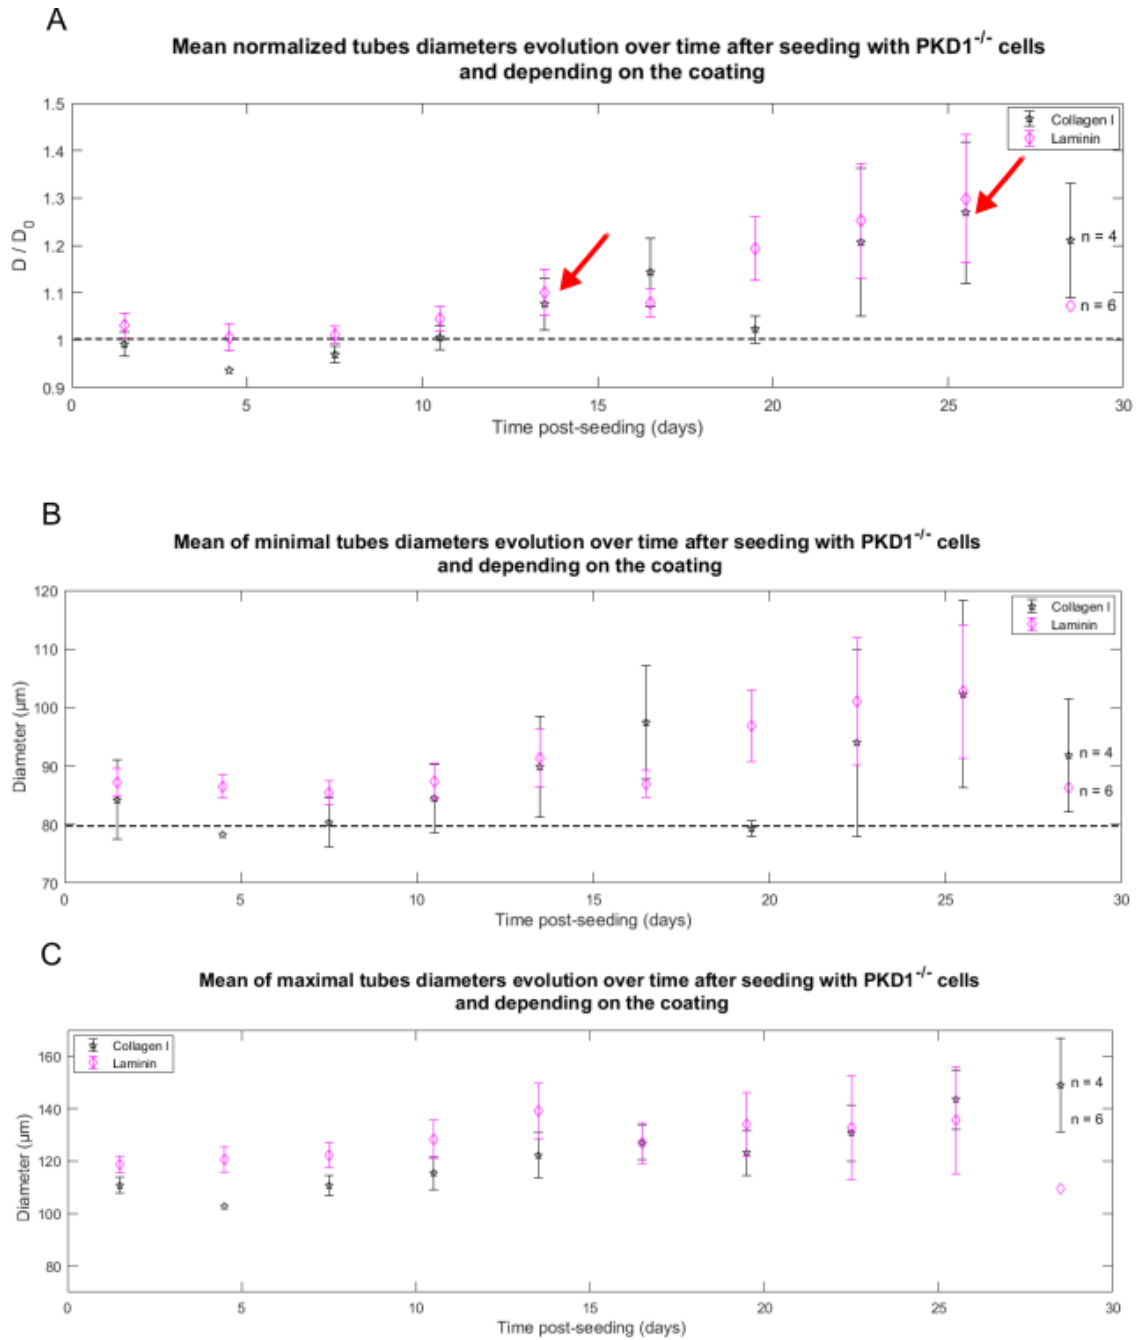 A
Mean normalized tubes diameters evolution over time after seeding with PKD1-/- cells
and depending on the coating
1.5
1.4
1.3
1.2
1.1
1
0.9
D / D0
Collagen I
Laminin
n = 4
n = 6
0 5 10 15 20 25 30
Time post-seeding (days)
B
Mean of minimal tubes diameters evolution over time after seeding with PKD1-/- cells
and depending on the coating
120
110
100
90
80
70
Diameter (µm)
Collagen I
Laminin
n = 4
n = 6
0 5 10 15 20 25 30
Time post-seeding (days)
C
Mean of maximal tubes diameters evolution over time after seeding with PKD1-/- cells
and depending on the coating
160
140
120
100
80
Diameter (µm)
Collagen I
Laminin
n = 4
n = 6
0 5 10 15 20 25 30
Time post-seeding (days)